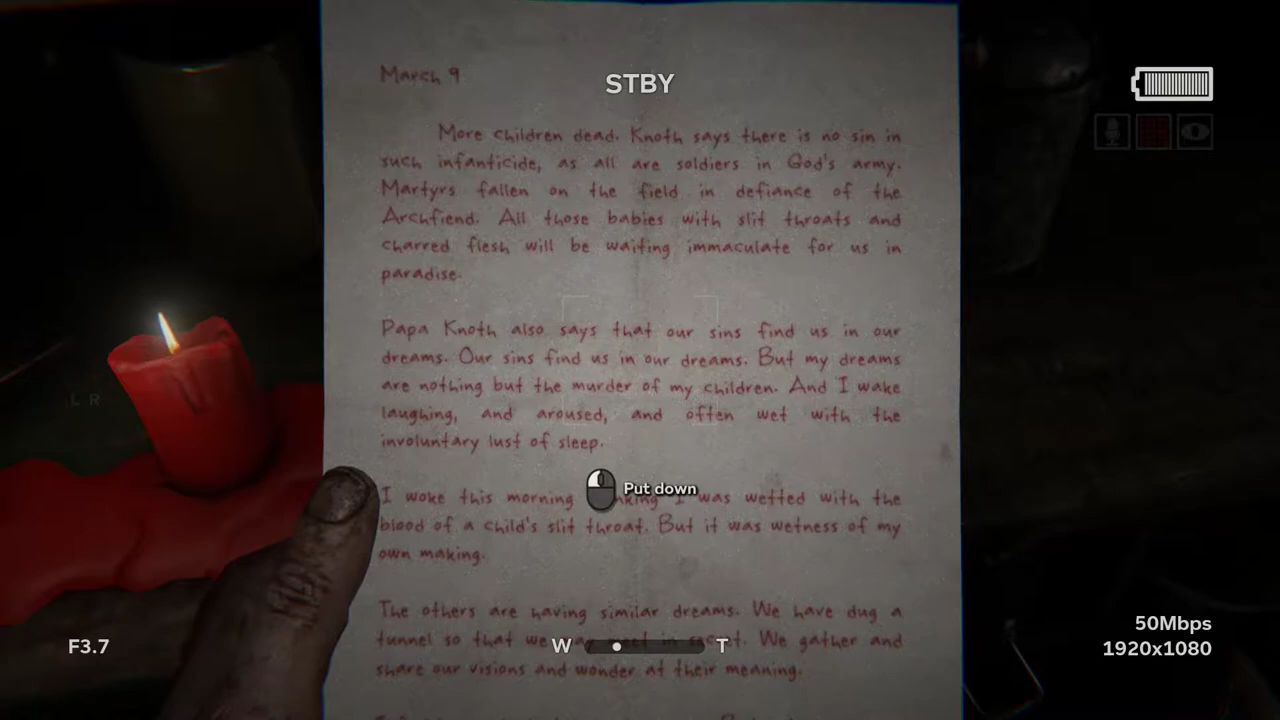 March 9
STBY
More children dead. Knoth says there is no sin in
such infanticide, as all are soldiers in God's army.
Martyrs fallen on the field in defiance of the
Archfiend. All those babies with slit throats and
charred flesh will be waiting immaculate for us in
paradise.
Papa Knoth also says that our sins find us in our
dreams. Our sins find us in our dreams. But my dreams
are nothing but the murder of my children. And I wake
laughing, and aroused, and often wet with the
involuntary lust of sleep.
L R
Put down
I woke this morning I was wetted with the
blood of a child's slit throat. But it was wetness of my
own making.
The others are having similar dreams. We have dug a
tunnel so that we meet in secret. We gather and
share our visions and wonder at their meaning.
F3.7
W T
50Mbps
1920x1080